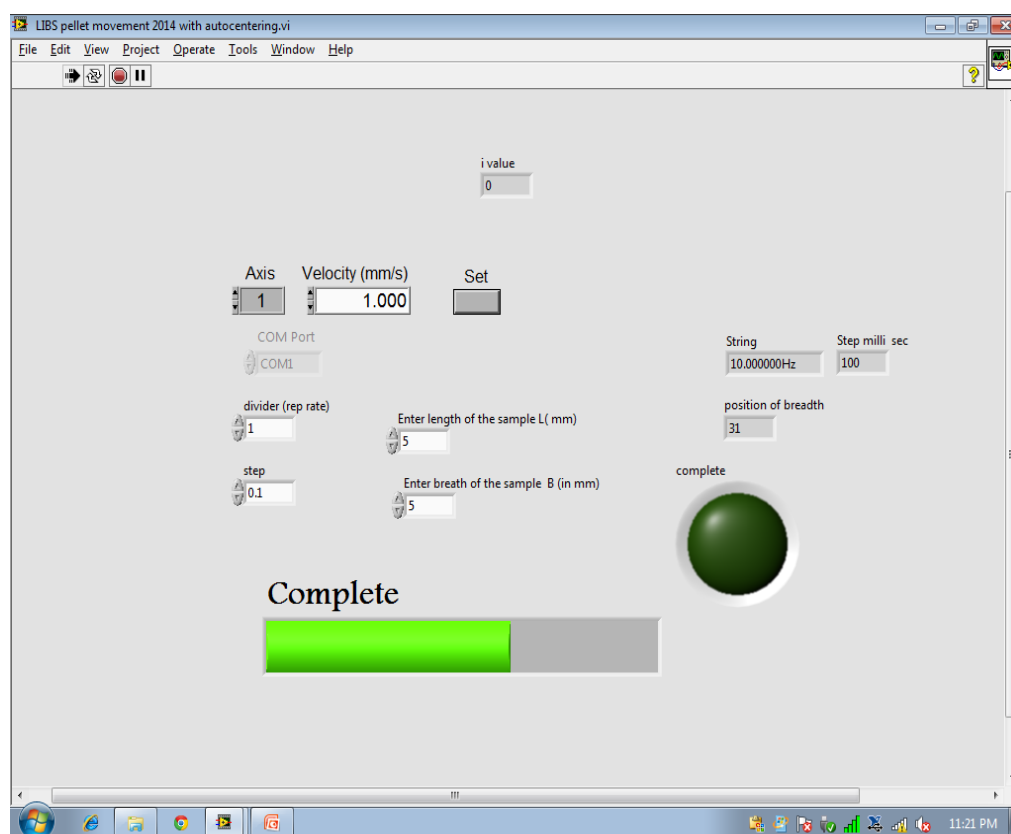 LIBS pellet movement 2014 with autocentering.vi
File Edit View Project Operate Tools Window Help
i value
0
Axis Velocity (mm/s) Set
1 1.000
COM Port
COM1
String Step milli sec
10.000000Hz 100
divider (rep rate)
1
Enter length of the sample L( mm)
5
position of breadth
31
step
0.1
Enter breath of the sample B (in mm)
5
complete
Complete
11:21 PM